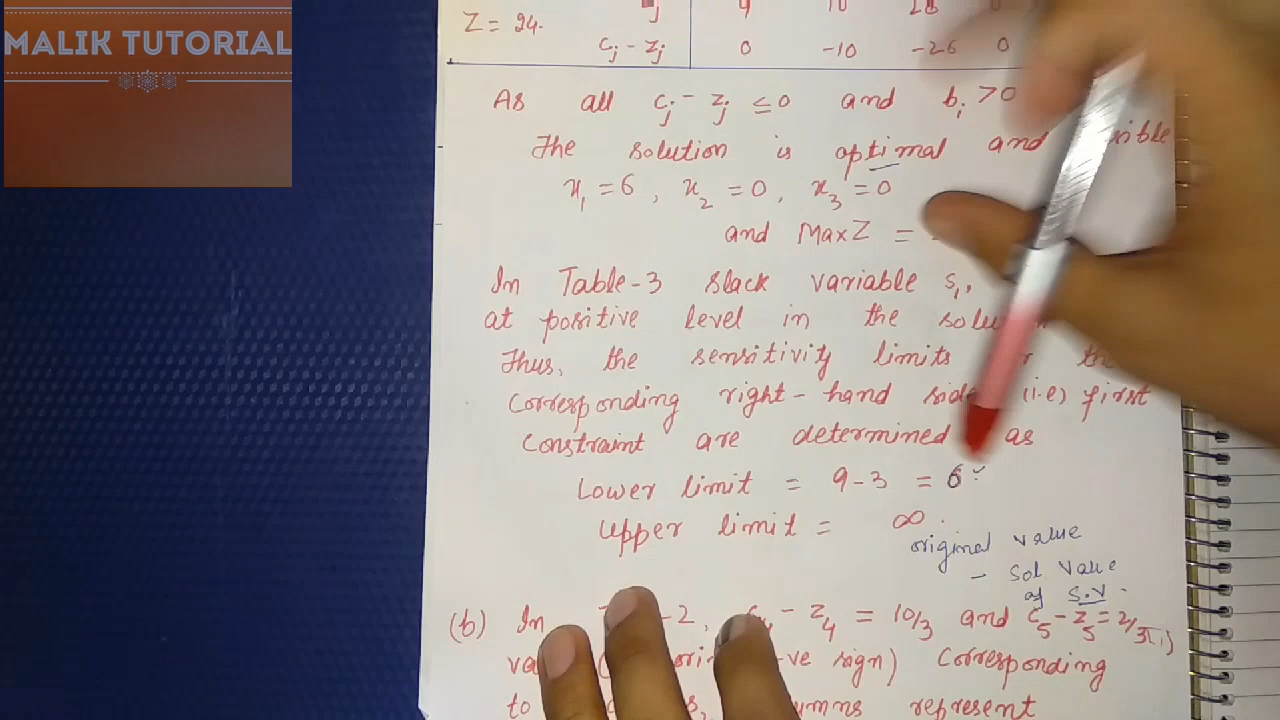 MALIK TUTORIAL
Z = 24.
j 4 10 28
cj - zj 0 -10 -26 0
As all cj - zj ≤ 0 and bi > 0
The solution is optimal and
x1 = 6, x2 = 0, x3 = 0
and Max Z =
In Table-3 slack variable s1,
at positive level in the
Thus, the sensitivity limits
corresponding right-hand side (i.e) first
constraint are determined as
Lower limit = 9 - 3 = 6
Upper limit = ∞.
original value
- Sol value
of S.V.
(b) In -2, - z4 = 10/3 and c5 - z5 = 2/3
-ve sign) corresponding
to represent